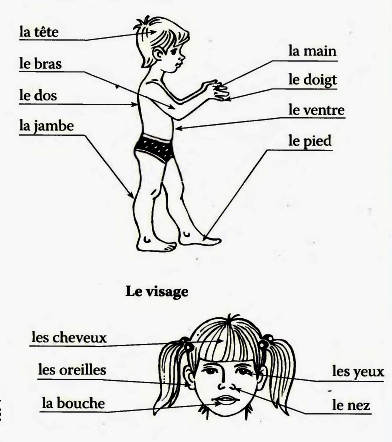 la tête
le bras
le dos
la jambe
la main
le doigt
le ventre
le pied
Le visage
les cheveux
les oreilles
la bouche
les yeux
le nez